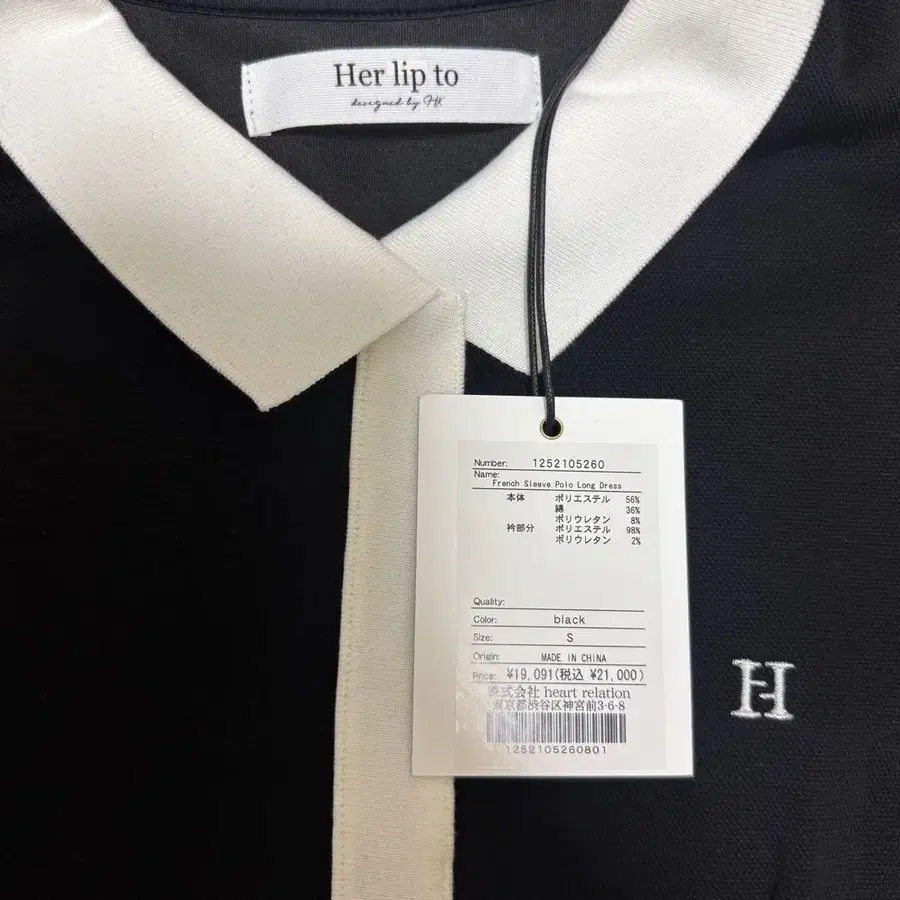 Her lip to
designed by HK
Number: 1252105260
Name:
French Sleeve Polo Long Dress
本体 ポリエステル 56%
綿 36%
ポリウレタン 8%
衿部分 ポリエステル 98%
ポリウレタン 2%
Quality:
Color: black
Size: S
Origin: MADE IN CHINA
Price: ¥19,091(税込 ¥21,000)
株式会社 heart relation
東京都渋谷区神宮前3-6-8
1252105260801
H